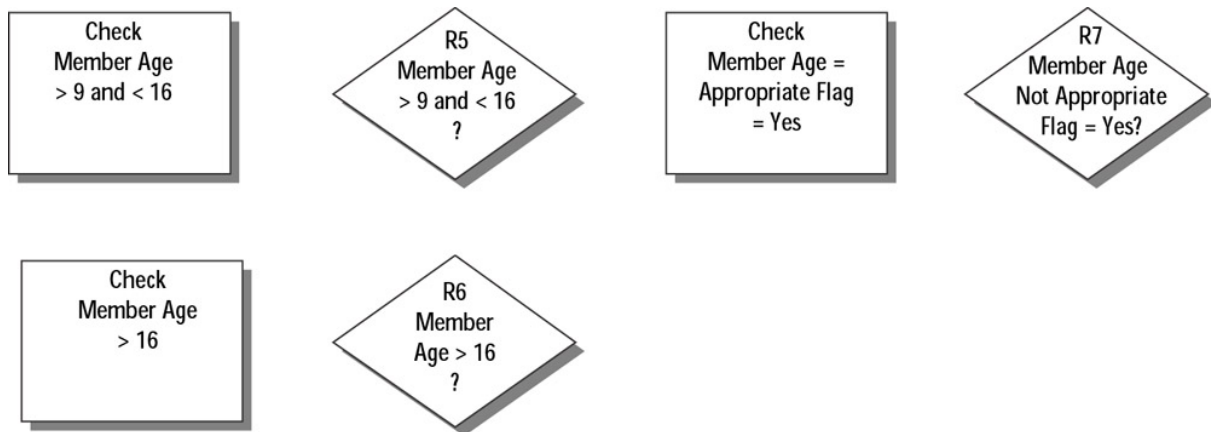 Check
Member Age
> 9 and < 16
R5
Member Age
> 9 and < 16
?
Check
Member Age =
Appropriate Flag
= Yes
R7
Member Age
Not Appropriate
Flag = Yes?
Check
Member Age
> 16
R6
Member
Age > 16
?